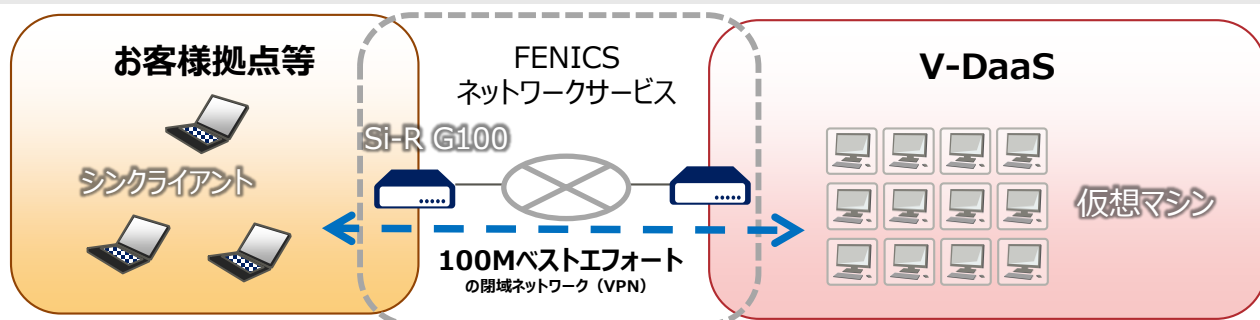 お客様拠点等
シンクライアント
FENICS
ネットワークサービス
Si-R G100
100Mベストエフォート
の閉域ネットワーク（VPN）
V-DaaS
仮想マシン